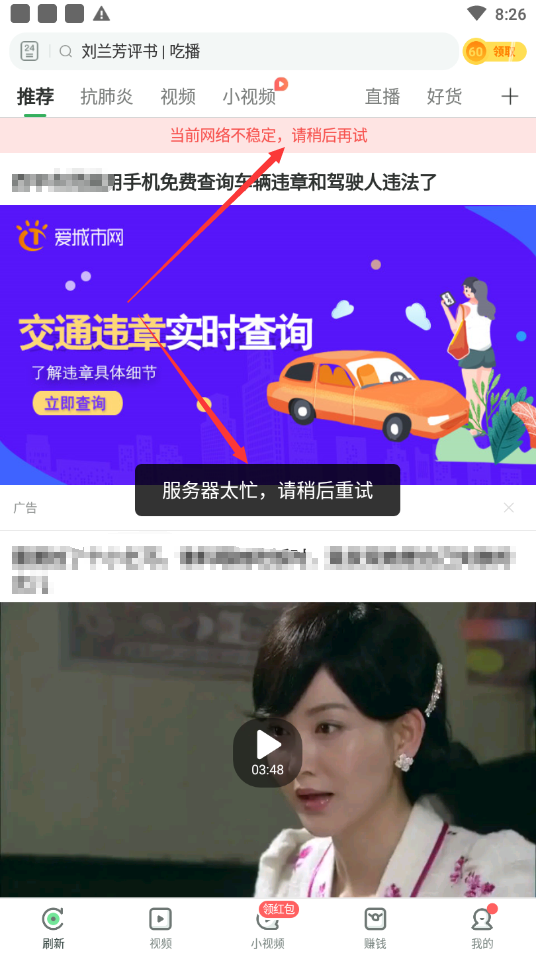 8:26
24
刘兰芳评书 | 吃播
60
领取
推荐 抗肺炎 视频 小视频 直播 好货
当前网络不稳定，请稍后再试
用手机免费查询车辆违章和驾驶人违法了
爱城市网
交通违章实时查询
了解违章具体细节
立即查询
服务器太忙，请稍后重试
广告
03:48
领红包
刷新 视频 小视频 赚钱 我的